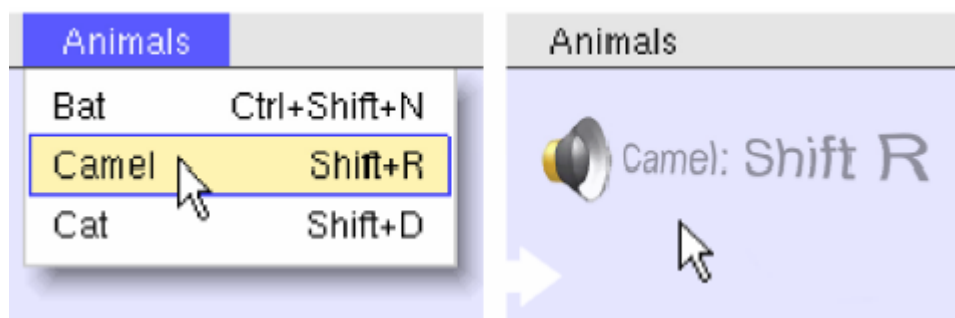 Animals
Bat Ctrl+Shift+N
Camel Shift+R
Cat Shift+D
Animals
Camel: Shift R